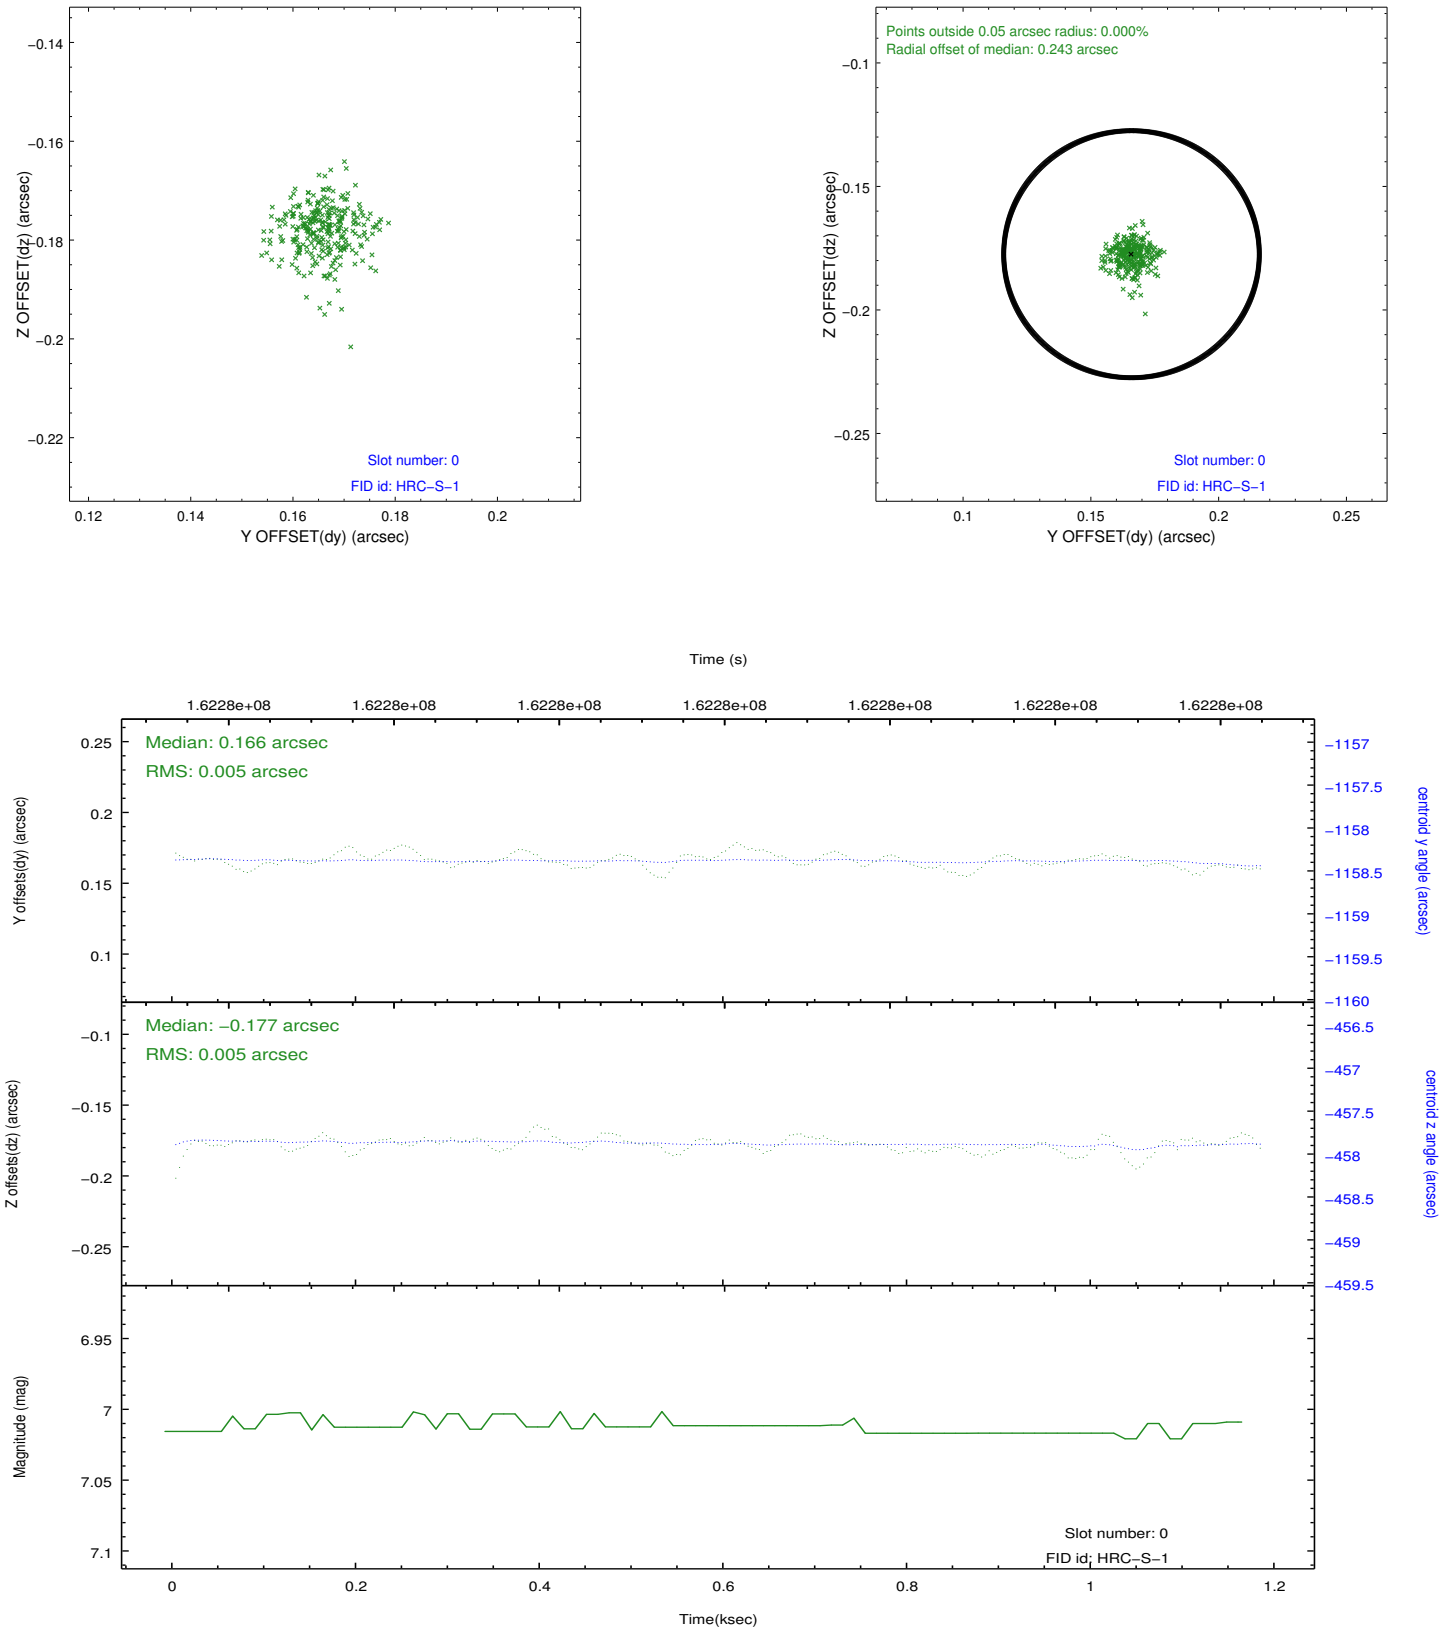 −0.14
−0.16
−0.18
−0.2
−0.22
Z OFFSET(dz) (arcsec)
Slot number: 0
FID id: HRC−S−1
0.12 0.14 0.16 0.18 0.2
Y OFFSET(dy) (arcsec)
Points outside 0.05 arcsec radius: 0.000%
Radial offset of median: 0.243 arcsec
−0.1
−0.15
−0.2
−0.25
Z OFFSET(dz) (arcsec)
Slot number: 0
FID id: HRC−S−1
0.1 0.15 0.2 0.25
Y OFFSET(dy) (arcsec)
Time (s)
1.6228e+08 1.6228e+08 1.6228e+08 1.6228e+08 1.6228e+08 1.6228e+08 1.6228e+08
Median: 0.166 arcsec
RMS: 0.005 arcsec
0.25
0.2
0.15
0.1
Y offsets(dy) (arcsec)
−1157
−1157.5
−1158
−1158.5
−1159
−1159.5
−1160
centroid y angle (arcsec)
Median: −0.177 arcsec
RMS: 0.005 arcsec
−0.1
−0.15
−0.2
−0.25
Z offsets(dz) (arcsec)
−456.5
−457
−457.5
−458
−458.5
−459
−459.5
centroid z angle (arcsec)
6.95
7
7.05
7.1
Magnitude (mag)
Slot number: 0
FID id: HRC−S−1
0 0.2 0.4 0.6 0.8 1 1.2
Time(ksec)